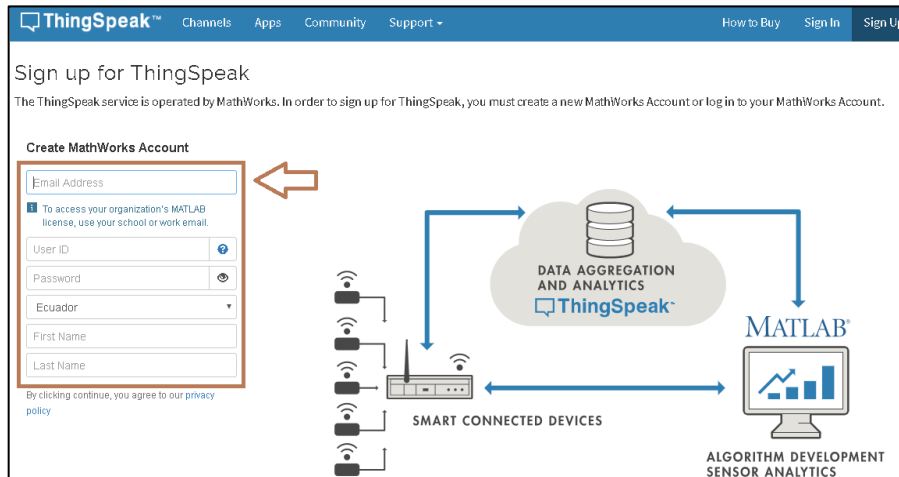 ThingSpeak™ Channels Apps Community Support How to Buy Sign In Sign Up
Sign up for ThingSpeak
The ThingSpeak service is operated by MathWorks. In order to sign up for ThingSpeak, you must create a new MathWorks Account or log in to your MathWorks Account.
Create MathWorks Account
Email Address
To access your organization's MATLAB
license, use your school or work email.
User ID
Password
Ecuador
First Name
Last Name
By clicking continue, you agree to our privacy
policy
DATA AGGREGATION
AND ANALYTICS
ThingSpeak™
SMART CONNECTED DEVICES
MATLAB®
ALGORITHM DEVELOPMENT
SENSOR ANALYTICS